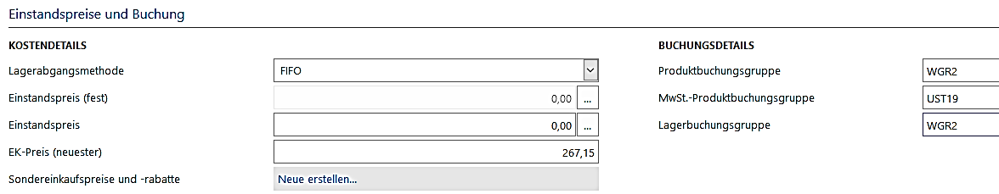 Einstandspreise und Buchung
KOSTENDETAILS
Lagerabgangsmethode FIFO
Einstandspreis (fest) 0,00 ...
Einstandspreis 0,00 ...
EK-Preis (neuester) 267,15
Sondereinkaufspreise und -rabatte Neue erstellen...
BUCHUNGSDETAILS
Produktbuchungsgruppe WGR2
MwSt.-Produktbuchungsgruppe UST19
Lagerbuchungsgruppe WGR2